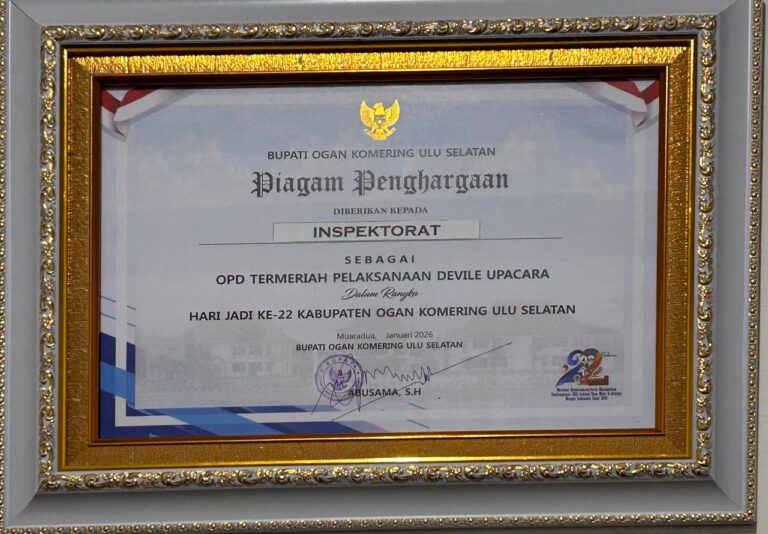 BUPATI OGAN KOMERING ULU SELATAN
Piagam Penghargaan
DIBERIKAN KEPADA
INSPEKTORAT
SEBAGAI
OPD TERMERIAH PELAKSANAAN DEVILE UPACARA
Dalam Rangka
HARI JADI KE-22 KABUPATEN OGAN KOMERING ULU SELATAN
Muaradua, Januari 2026
BUPATI OGAN KOMERING ULU SELATAN
BUPATI
ABUSAMA, S.H